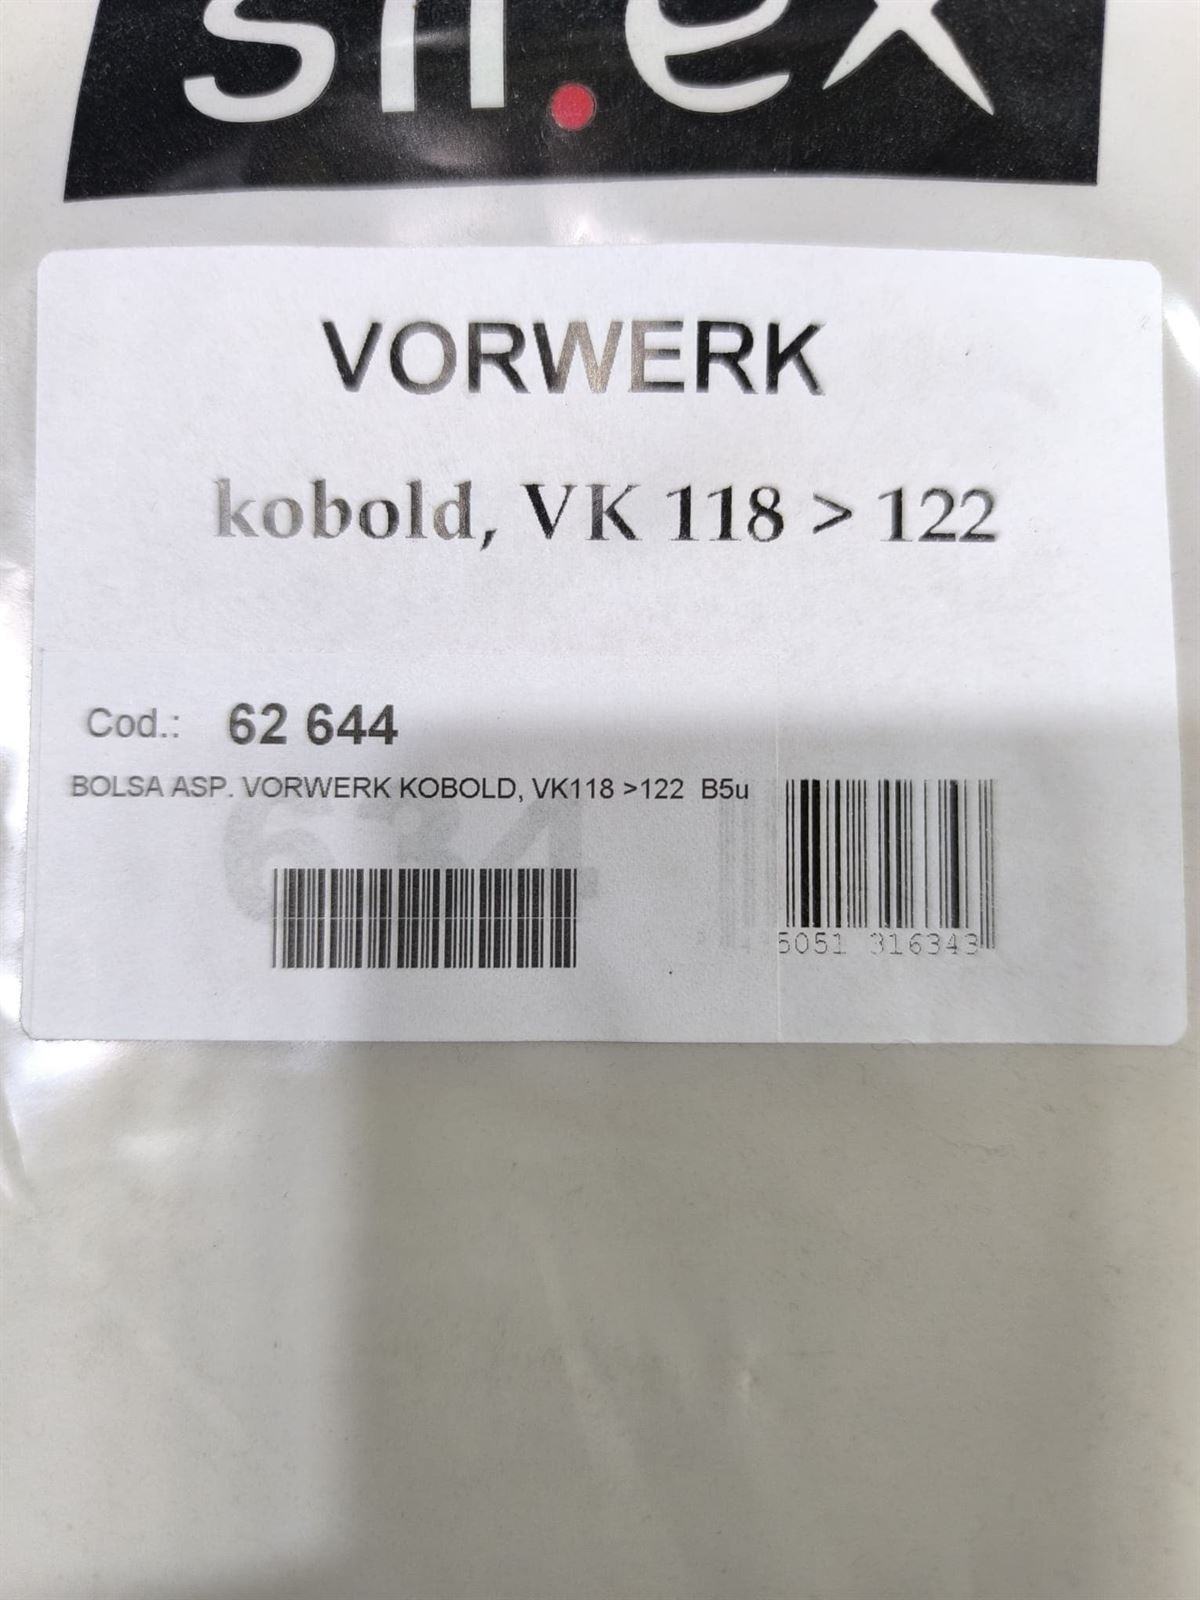 sil.ex
VORWERK
kobold, VK 118 > 122
Cod.: 62 644
BOLSA ASP. VORWERK KOBOLD, VK118 >122 B5u
634
5051 316343